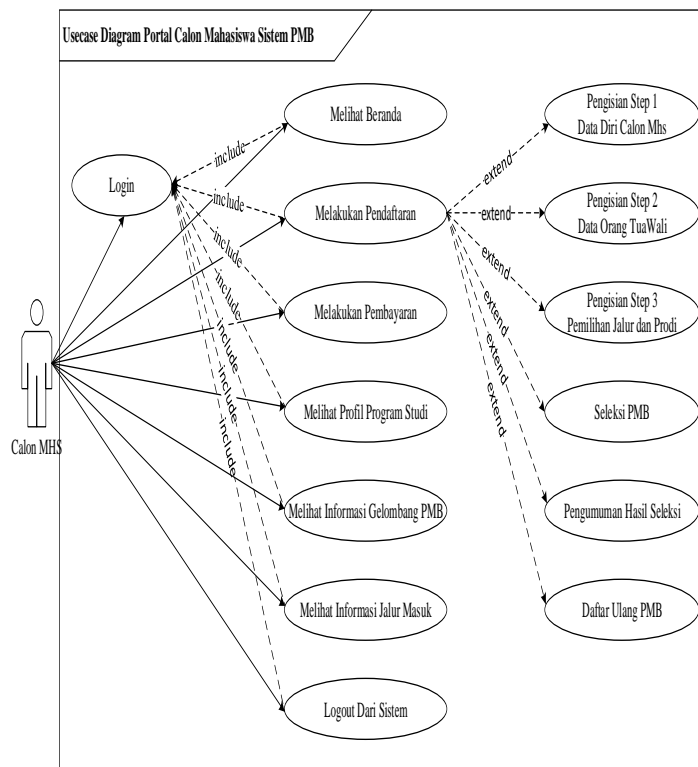 Usecase Diagram Portal Calon Mahasiswa Sistem PMB
Login
Calon MHS
Melihat Beranda
Melakukan Pendaftaran
Melakukan Pembayaran
Melihat Profil Program Studi
Melihat Informasi Gelombang PMB
Melihat Informasi Jalur Masuk
Logout Dari Sistem
include
include
include
include
include
include
include
Pengisian Step 1
Data Diri Calon Mhs
Pengisian Step 2
Data Orang TuaWali
Pengisian Step 3
Pemilihan Jalur dan Prodi
Seleksi PMB
Pengumuman Hasil Seleksi
Daftar Ulang PMB
extend
extend
extend
extend
extend
extend